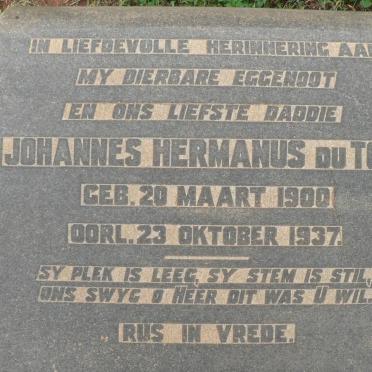 IN LIEFDEVOLLE HERINNERING AAN
MY DIERBARE EGGENOOT
EN ONS LIEFSTE DADDIE
JOHANNES HERMANUS DU TO
GEB. 20 MAART 1900
OORL. 23 OKTOBER 1937.
SY PLEK IS LEEG, SY STEM IS STIL,
ONS SWYG O HEER DIT WAS U WIL.
RUS IN VREDE.